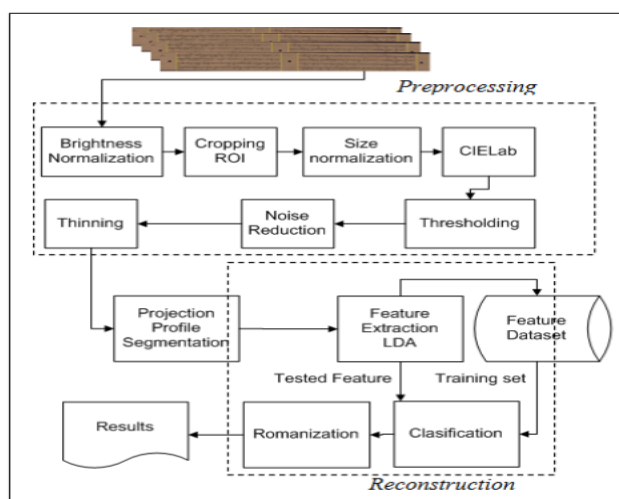 Preprocessing
Brightness
Normalization
Cropping
ROI
Size
normalization
CIELab
Thinning
Noise
Reduction
Thresholding
Projection
Profile
Segmentation
Feature
Extraction
LDA
Feature
Dataset
Tested Feature
Training set
Results
Romanization
Clasification
Reconstruction